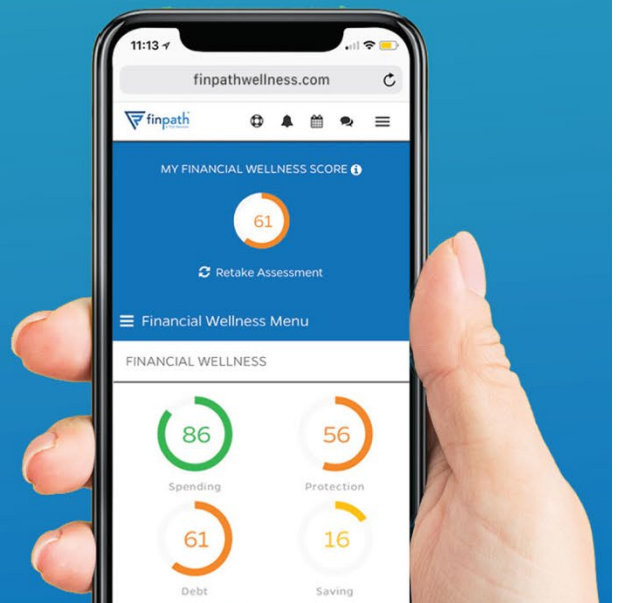 11:13
finpathwellness.com
finpath
MY FINANCIAL WELLNESS SCORE
61
Retake Assessment
Financial Wellness Menu
FINANCIAL WELLNESS
86 56
Spending Protection
61 16
Debt Saving